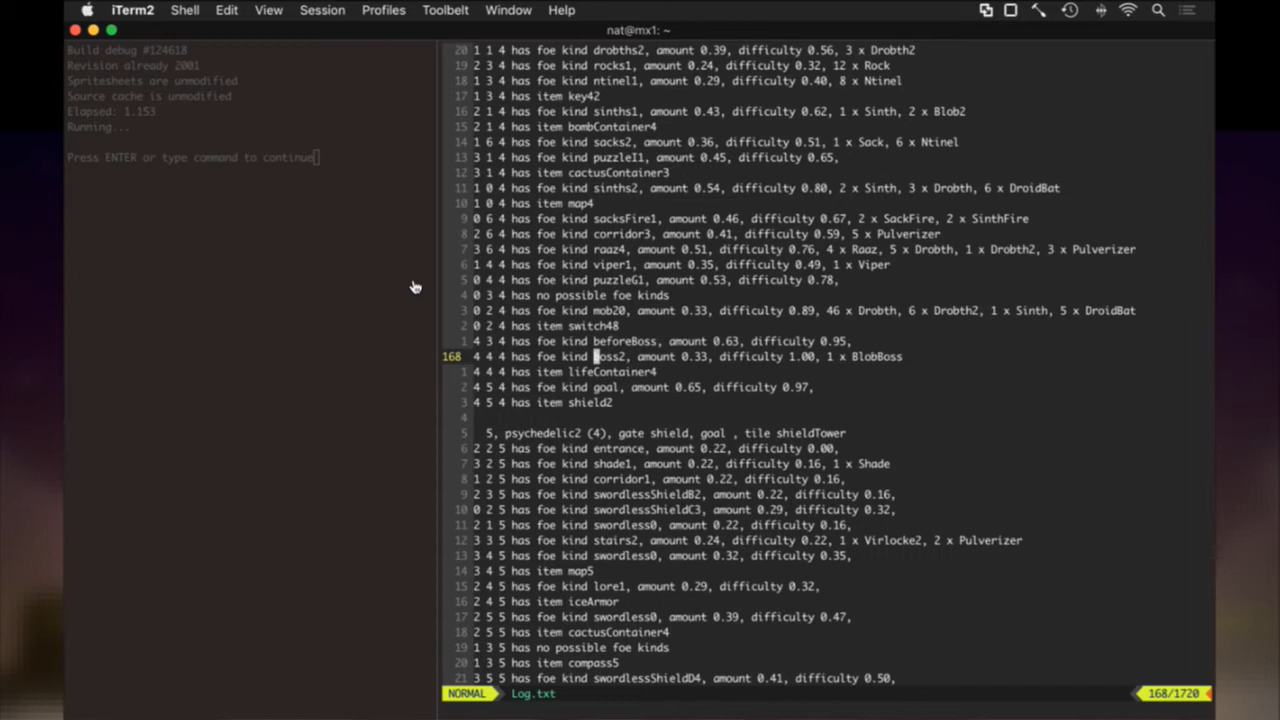 iTerm2 Shell Edit View Session Profiles Toolbelt Window Help
nat@mx1: ~
Build debug #124618
Revision already 2001
Spritesheets are unmodified
Source cache is unmodified
Elapsed: 1.153
Running...
Press ENTER or type command to continue
20 1 1 4 has foe kind drobths2, amount 0.39, difficulty 0.56, 3 x Drobth2
19 2 3 4 has foe kind rocks1, amount 0.24, difficulty 0.32, 12 x Rock
18 1 3 4 has foe kind ntinel1, amount 0.29, difficulty 0.40, 8 x Ntinel
17 1 3 4 has item key42
16 2 1 4 has foe kind sinths1, amount 0.43, difficulty 0.62, 1 x Sinth, 2 x Blob2
15 2 1 4 has item bombContainer4
14 1 6 4 has foe kind sacks2, amount 0.36, difficulty 0.51, 1 x Sack, 6 x Ntinel
13 3 1 4 has foe kind puzzleI1, amount 0.45, difficulty 0.65,
12 3 1 4 has item cactusContainer3
11 1 0 4 has foe kind sinths2, amount 0.54, difficulty 0.80, 2 x Sinth, 3 x Drobth, 6 x DroidBat
10 1 0 4 has item map4
9 0 6 4 has foe kind sacksFire1, amount 0.46, difficulty 0.67, 2 x SackFire, 2 x SinthFire
8 2 6 4 has foe kind corridor3, amount 0.41, difficulty 0.59, 5 x Pulverizer
7 3 6 4 has foe kind raaz4, amount 0.51, difficulty 0.76, 4 x Raaz, 5 x Drobth, 1 x Drobth2, 3 x Pulverizer
6 1 4 4 has foe kind viper1, amount 0.35, difficulty 0.49, 1 x Viper
5 0 4 4 has foe kind puzzleG1, amount 0.53, difficulty 0.78,
4 0 3 4 has no possible foe kinds
3 0 2 4 has foe kind mob20, amount 0.33, difficulty 0.89, 46 x Drobth, 6 x Drobth2, 1 x Sinth, 5 x DroidBat
2 0 2 4 has item switch48
1 4 3 4 has foe kind beforeBoss, amount 0.63, difficulty 0.95,
168 4 4 4 has foe kind boss2, amount 0.33, difficulty 1.00, 1 x BlobBoss
1 4 4 4 has item lifeContainer4
2 4 5 4 has foe kind goal, amount 0.65, difficulty 0.97,
3 4 5 4 has item shield2
4
5 5, psychedelic2 (4), gate shield, goal , tile shieldTower
6 2 2 5 has foe kind entrance, amount 0.22, difficulty 0.00,
7 3 2 5 has foe kind shade1, amount 0.22, difficulty 0.16, 1 x Shade
8 1 2 5 has foe kind corridor1, amount 0.22, difficulty 0.16,
9 2 3 5 has foe kind swordlessShieldB2, amount 0.22, difficulty 0.16,
10 0 2 5 has foe kind swordlessShieldC3, amount 0.29, difficulty 0.32,
11 2 1 5 has foe kind swordless0, amount 0.22, difficulty 0.16,
12 3 3 5 has foe kind stairs2, amount 0.24, difficulty 0.22, 1 x Virlocke2, 2 x Pulverizer
13 3 4 5 has foe kind swordless0, amount 0.32, difficulty 0.35,
14 3 4 5 has item map5
15 2 4 5 has foe kind lore1, amount 0.29, difficulty 0.32,
16 2 4 5 has item iceArmor
17 2 5 5 has foe kind swordless0, amount 0.39, difficulty 0.47,
18 2 5 5 has item cactusContainer4
19 1 3 5 has no possible foe kinds
20 1 3 5 has item compass5
21 3 5 5 has foe kind swordlessShieldD4, amount 0.41, difficulty 0.50,
NORMAL Log.txt 168/1720